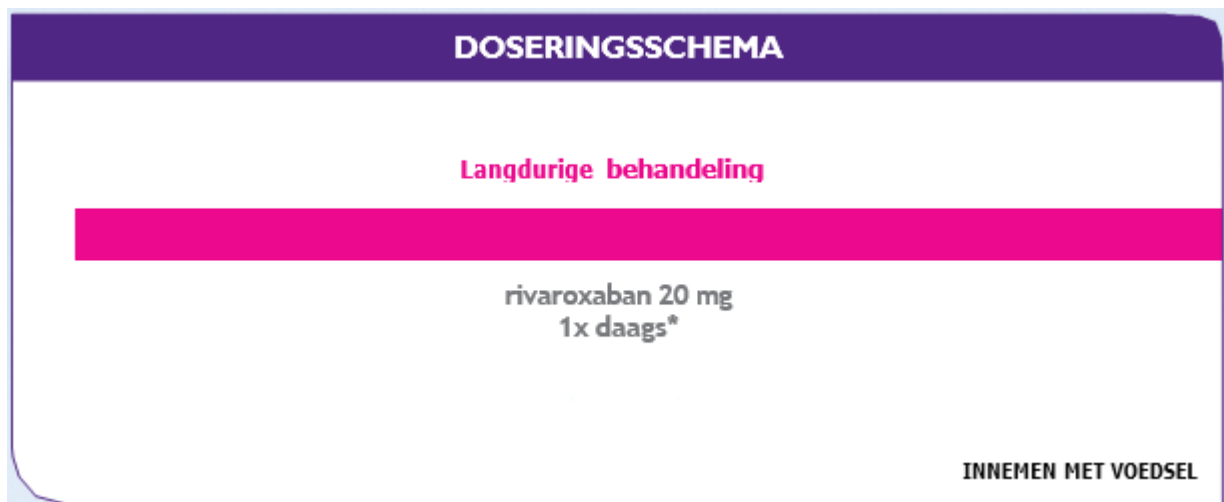 DOSERINGSSCHEMA
Langdurige behandeling
rivaroxaban 20 mg
1x daags*
INNEMEN MET VOEDSEL